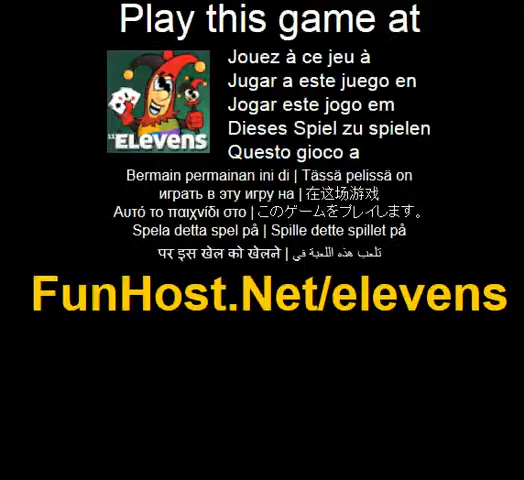 Play this game at
Jouez à ce jeu à
Jugar a este juego en
Jogar este jogo em
Dieses Spiel zu spielen
Questo gioco a
ELEVENS
Bermain permainan ini di | Tässä pelissä on
играть в эту игру на | 在这场游戏
Αυτό το παιχνίδι στο | このゲームをプレイします。
Spela detta spel på | Spille dette spillet på
पर इस खेल को खेलने | تلعب هذه اللعبة في
FunHost.Net/elevens